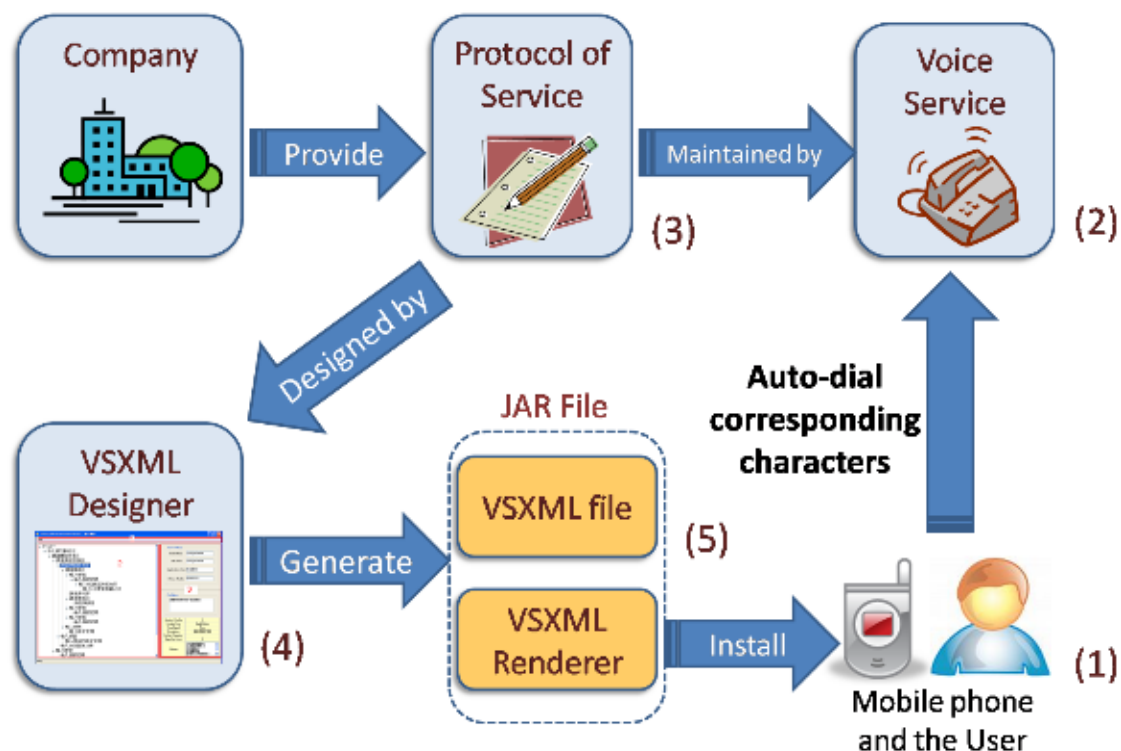 Company
Provide
Protocol of
Service
(3)
Maintained by
Voice
Service
(2)
Designed by
VSXML
Designer
(4)
Generate
JAR File
VSXML file
(5)
VSXML
Renderer
Install
Auto-dial
corresponding
characters
(1)
Mobile phone
and the User